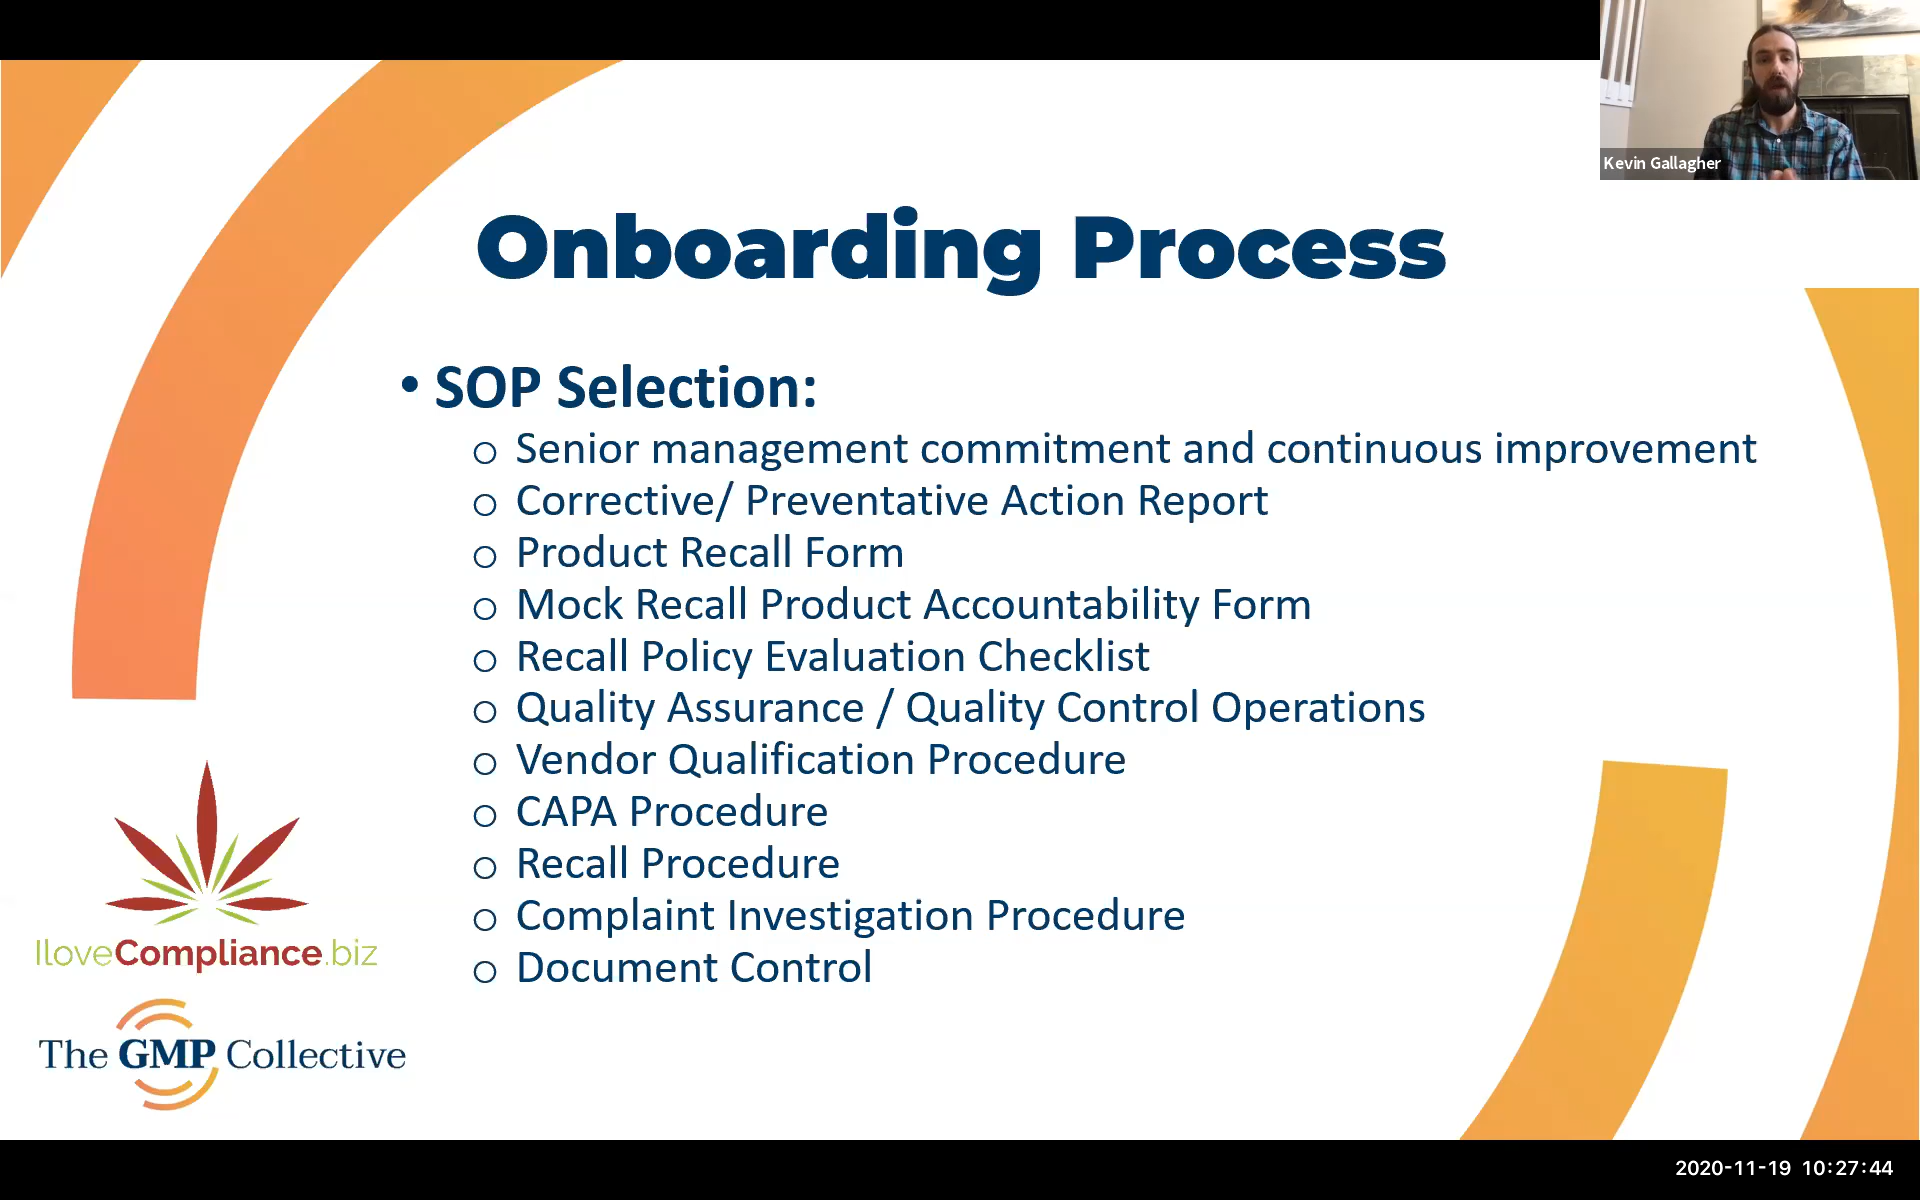 Kevin Gallagher
Onboarding Process
• SOP Selection:
o Senior management commitment and continuous improvement
o Corrective/ Preventative Action Report
o Product Recall Form
o Mock Recall Product Accountability Form
o Recall Policy Evaluation Checklist
o Quality Assurance / Quality Control Operations
o Vendor Qualification Procedure
o CAPA Procedure
o Recall Procedure
o Complaint Investigation Procedure
o Document Control
IloveCompliance.biz
The GMP Collective
2020-11-19 10:27:44